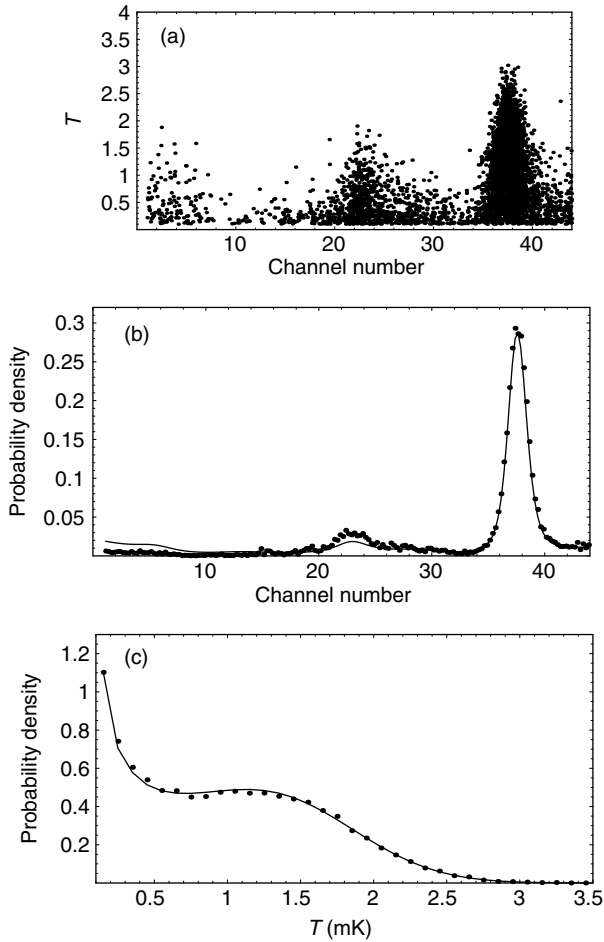 4
(a)
3.5
3
2.5
T
2
1.5
1
0.5
10 20 30 40
Channel number
0.3
(b)
0.25
0.2
Probability density
0.15
0.1
0.05
10 20 30 40
Channel number
1.2
(c)
1
0.8
Probability density
0.6
0.4
0.2
0.5 1 1.5 2 2.5 3 3.5
T (mK)